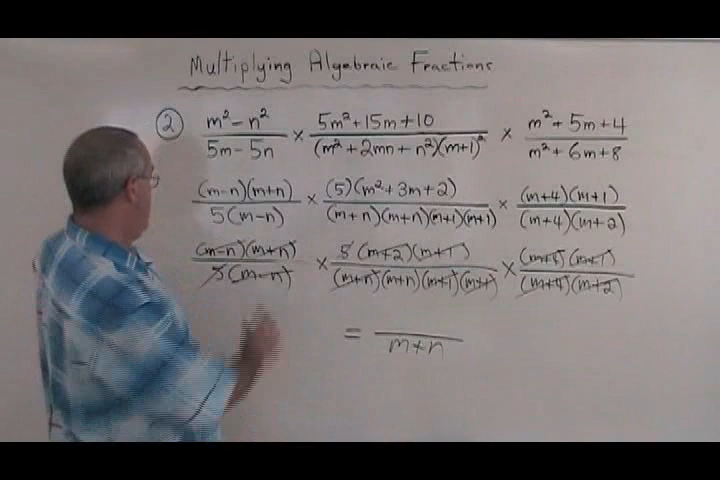 Multiplying Algebraic Fractions
② (m² - n²)/(5m - 5n) × (5m² + 15m + 10)/((m² + 2mn + n²)(m+1)²) × (m² + 5m + 4)/(m² + 6m + 8)
(m-n)(m+n)/5(m-n) × (5)(m² + 3m + 2)/(m+n)(m+n)(m+1)(m+1) × (m+4)(m+1)/(m+4)(m+2)
(m-n)(m+n)/5(m-n) × 5(m+2)(m+1)/(m+n)(m+n)(m+1)(m+1) × (m+4)(m+1)/(m+4)(m+2)
= /(m+n)